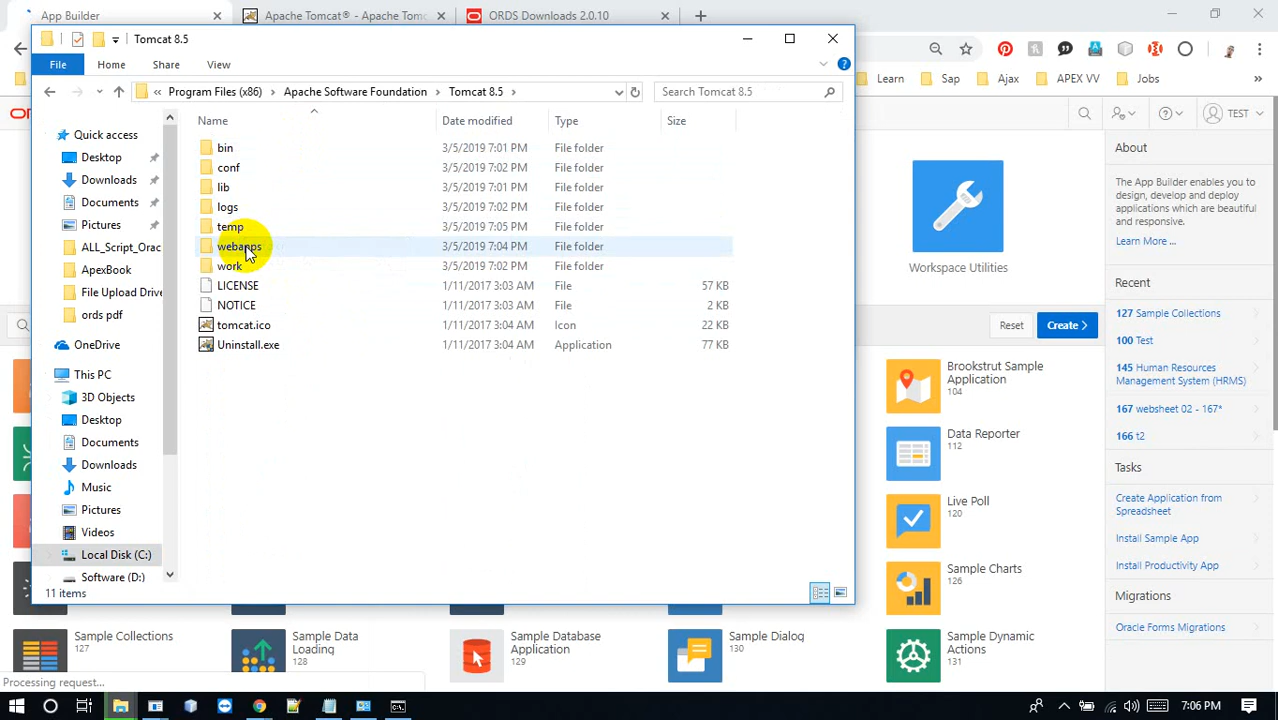 App Builder
Apache Tomcat® - Apache Tom
ORDS Downloads 2.0.10
Tomcat 8.5
File
Home
Share
View
Program Files (x86)
Apache Software Foundation
Tomcat 8.5
Search Tomcat 8.5
Learn
Sap
Ajax
APEX VV
Jobs
Name
Date modified
Type
Size
Quick access
Desktop
Downloads
Documents
Pictures
ALL_Script_Orac
ApexBook
File Upload Drive
ords pdf
OneDrive
This PC
3D Objects
Desktop
Documents
Downloads
Music
Pictures
Videos
Local Disk (C:)
Software (D:)
bin 3/5/2019 7:01 PM File folder
conf 3/5/2019 7:02 PM File folder
lib 3/5/2019 7:01 PM File folder
logs 3/5/2019 7:02 PM File folder
temp 3/5/2019 7:05 PM File folder
webapps 3/5/2019 7:04 PM File folder
work 3/5/2019 7:02 PM File folder
LICENSE 1/11/2017 3:03 AM File 57 KB
NOTICE 1/11/2017 3:03 AM File 2 KB
tomcat.ico 1/11/2017 3:04 AM Icon 22 KB
Uninstall.exe 1/11/2017 3:04 AM Application 77 KB
11 items
TEST
Workspace Utilities
Reset
Create
Brookstrut Sample
Application
104
Data Reporter
112
Live Poll
120
Sample Charts
126
Sample Collections
127
Sample Data
Loading
128
Sample Database
Application
129
Sample Dialog
130
Sample Dynamic
Actions
131
About
The App Builder enables you to
design, develop and deploy
applications which are
beautiful and responsive.
Learn More ...
Recent
127 Sample Collections
100 Test
145 Human Resources
Management System (HRMS)
167 websheet 02 - 167*
166 t2
Tasks
Create Application from
Spreadsheet
Install Sample App
Install Productivity App
Migrations
Oracle Forms Migrations
Processing request...
7:06 PM